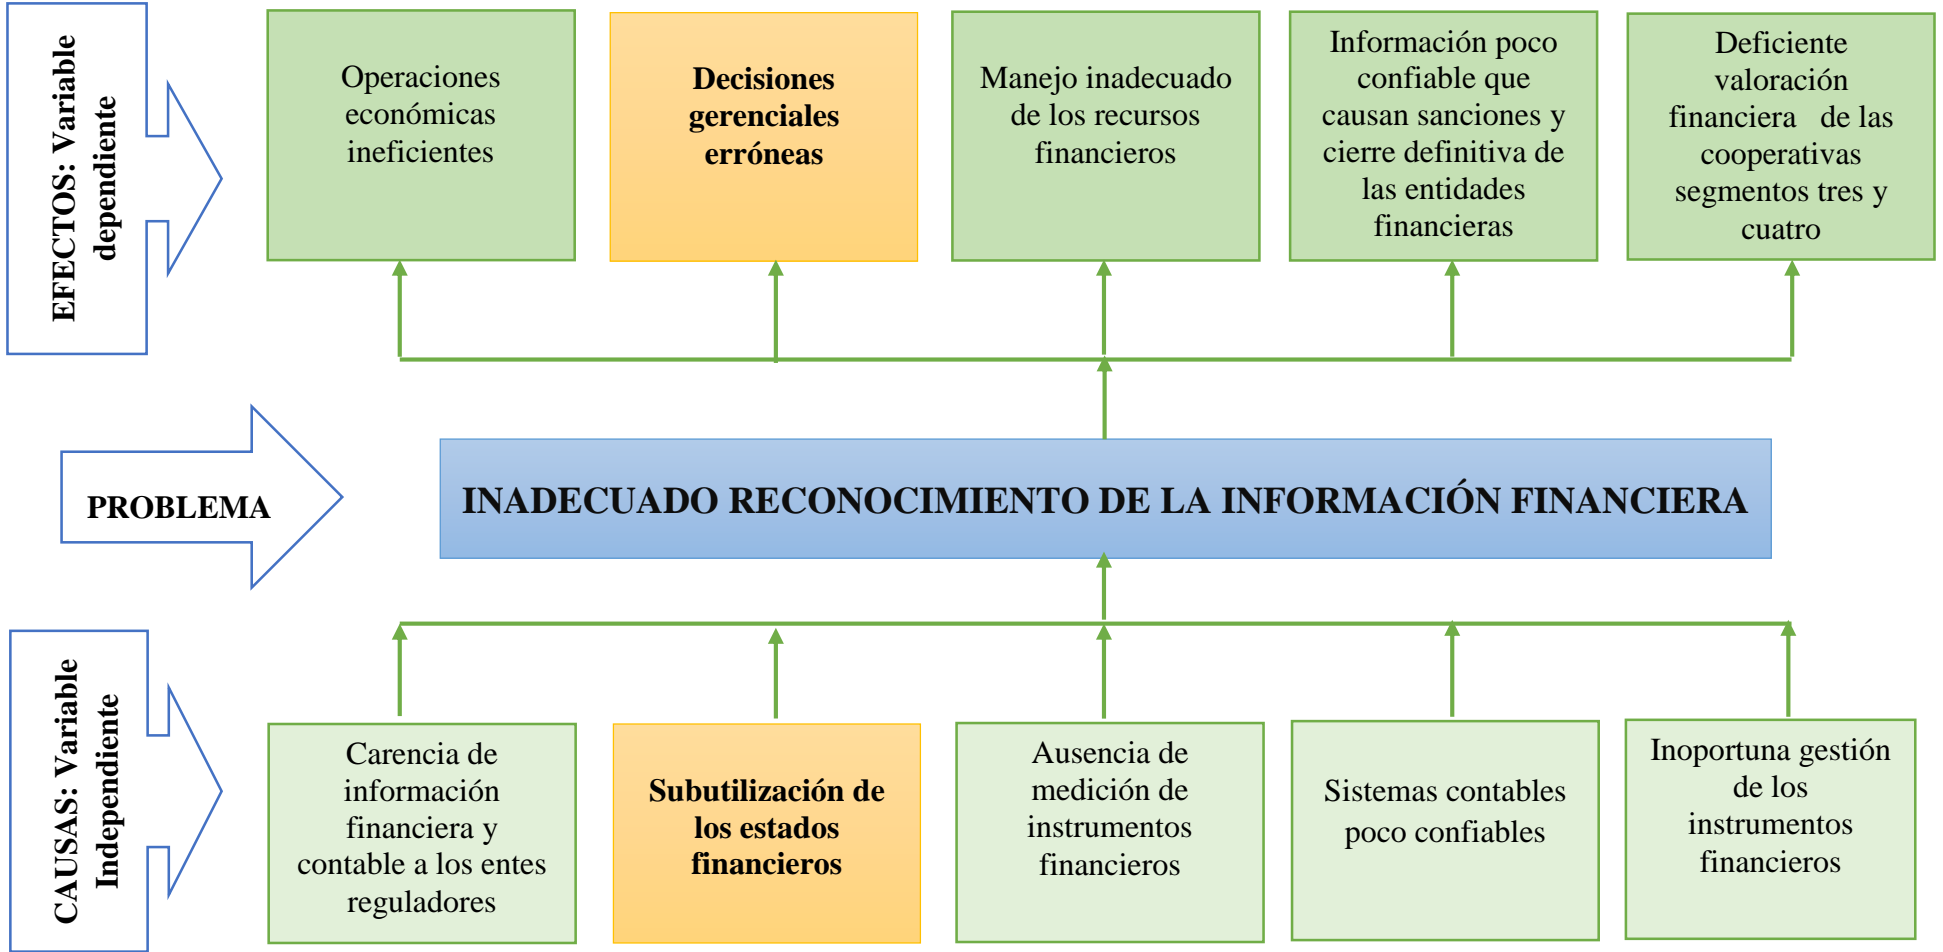 EFECTOS: Variable
dependiente
Operaciones
económicas
ineficientes
Decisiones
gerenciales
erróneas
Manejo inadecuado
de los recursos
financieros
Información poco
confiable que
causan sanciones y
cierre definitiva de
las entidades
financieras
Deficiente
valoración
financiera de las
cooperativas
segmentos tres y
cuatro
PROBLEMA
INADECUADO RECONOCIMIENTO DE LA INFORMACIÓN FINANCIERA
CAUSAS: Variable
Independiente
Carencia de
información
financiera y
contable a los entes
reguladores
Subutilización de
los estados
financieros
Ausencia de
medición de
instrumentos
financieros
Sistemas contables
poco confiables
Inoportuna gestión
de los
instrumentos
financieros